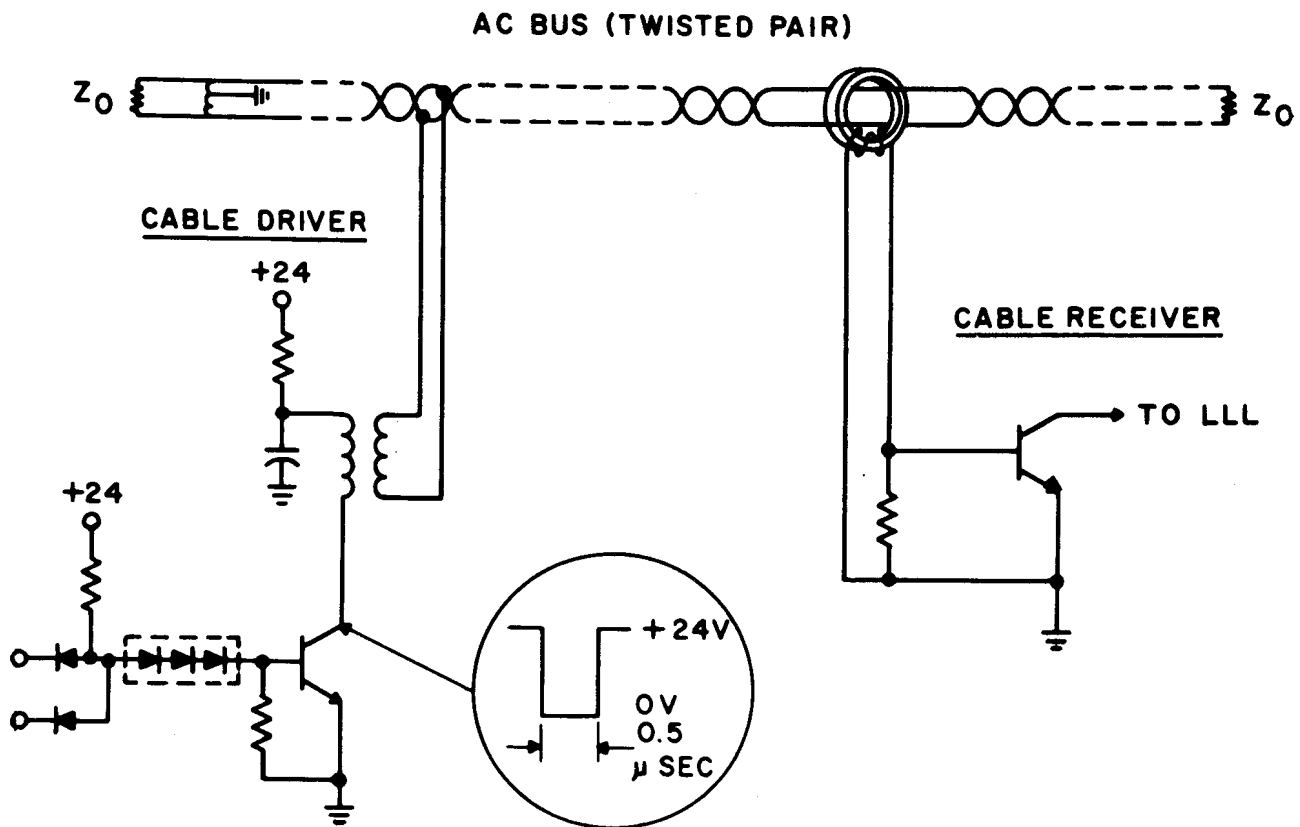 AC BUS (TWISTED PAIR)
Z0
Z0
CABLE DRIVER
+24
CABLE RECEIVER
TO LLL
+24
+24V
0V
0.5
μ SEC